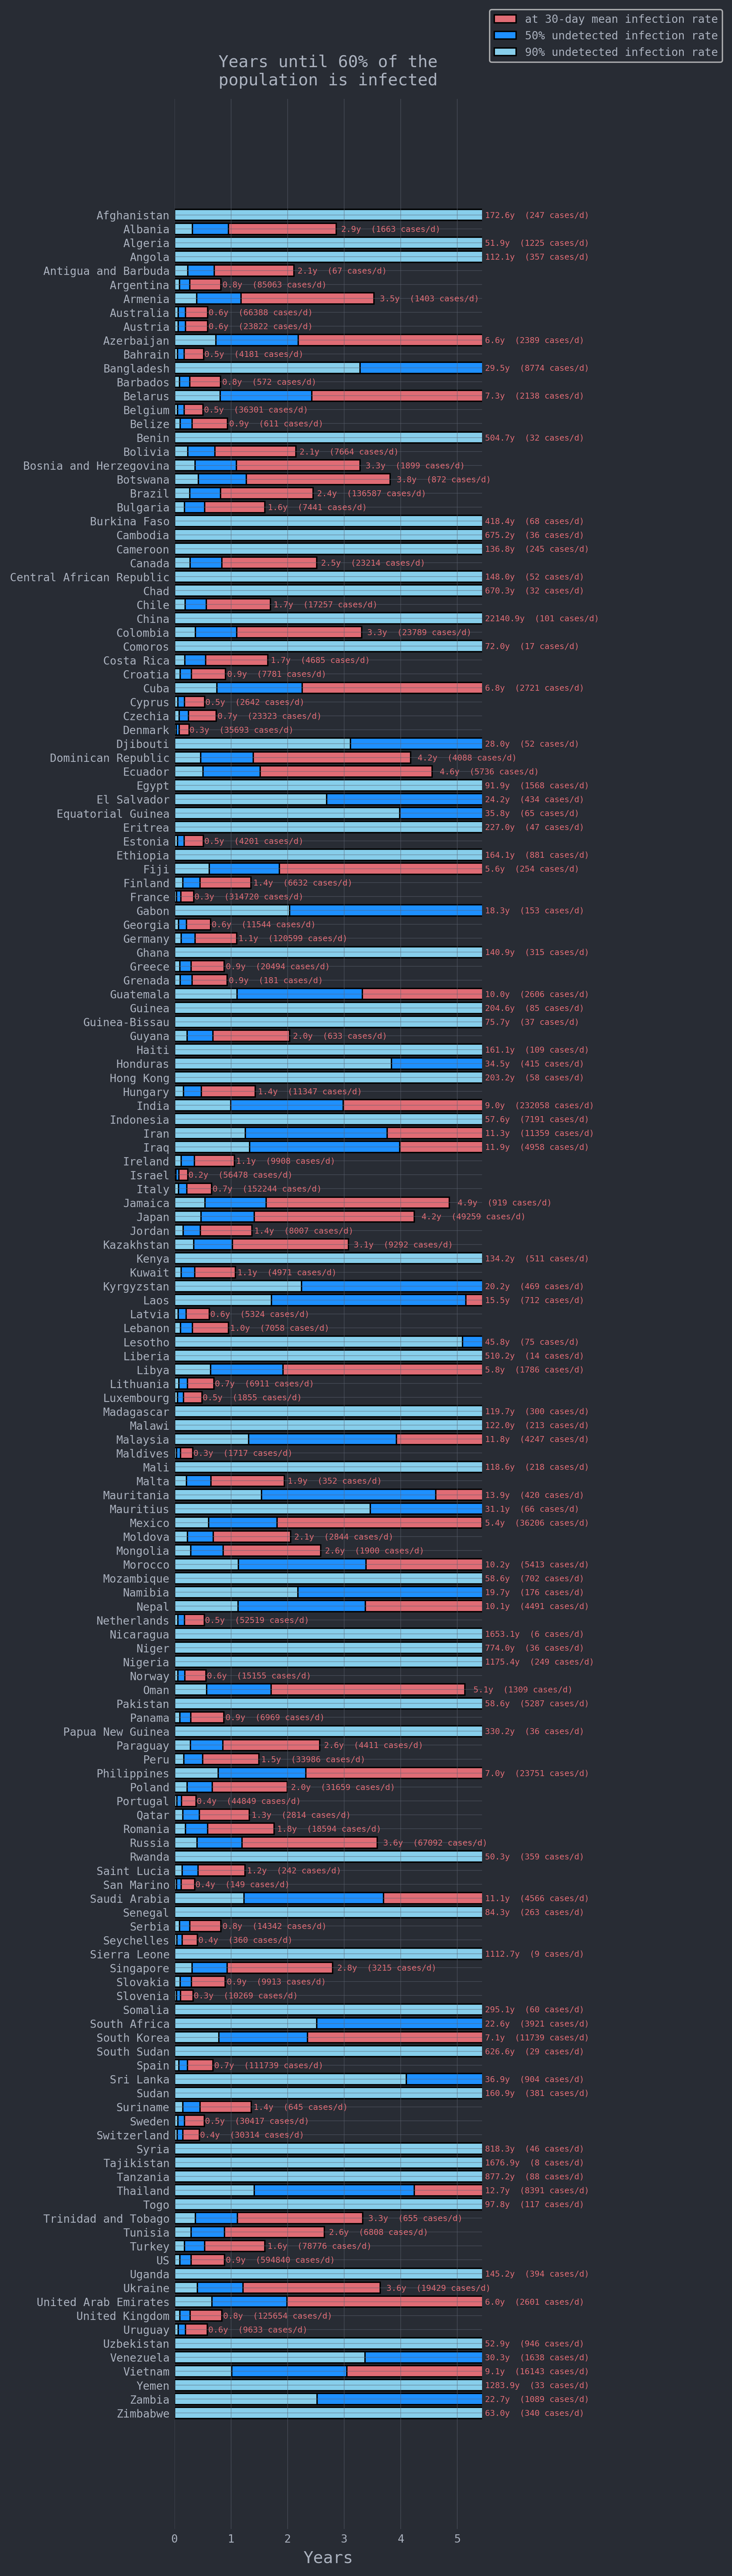 at 30-day mean infection rate
50% undetected infection rate
90% undetected infection rate
Years until 60% of the
population is infected
Afghanistan 172.6y (247 cases/d)
Albania 2.9y (1663 cases/d)
Algeria 51.9y (1225 cases/d)
Angola 112.1y (357 cases/d)
Antigua and Barbuda 2.1y (67 cases/d)
Argentina 0.8y (85063 cases/d)
Armenia 3.5y (1403 cases/d)
Australia 0.6y (66388 cases/d)
Austria 0.6y (23822 cases/d)
Azerbaijan 6.6y (2389 cases/d)
Bahrain 0.5y (4181 cases/d)
Bangladesh 29.5y (8774 cases/d)
Barbados 0.8y (572 cases/d)
Belarus 7.3y (2138 cases/d)
Belgium 0.5y (36301 cases/d)
Belize 0.9y (611 cases/d)
Benin 504.7y (32 cases/d)
Bolivia 2.1y (7664 cases/d)
Bosnia and Herzegovina 3.3y (1899 cases/d)
Botswana 3.8y (872 cases/d)
Brazil 2.4y (136587 cases/d)
Bulgaria 1.6y (7441 cases/d)
Burkina Faso 418.4y (68 cases/d)
Cambodia 675.2y (36 cases/d)
Cameroon 136.8y (245 cases/d)
Canada 2.5y (23214 cases/d)
Central African Republic 148.0y (52 cases/d)
Chad 670.3y (32 cases/d)
Chile 1.7y (17257 cases/d)
China 22140.9y (101 cases/d)
Colombia 3.3y (23789 cases/d)
Comoros 72.0y (17 cases/d)
Costa Rica 1.7y (4685 cases/d)
Croatia 0.9y (7781 cases/d)
Cuba 6.8y (2721 cases/d)
Cyprus 0.5y (2642 cases/d)
Czechia 0.7y (23323 cases/d)
Denmark 0.3y (35693 cases/d)
Djibouti 28.0y (52 cases/d)
Dominican Republic 4.2y (4088 cases/d)
Ecuador 4.6y (5736 cases/d)
Egypt 91.9y (1568 cases/d)
El Salvador 24.2y (434 cases/d)
Equatorial Guinea 35.8y (65 cases/d)
Eritrea 227.0y (47 cases/d)
Estonia 0.5y (4201 cases/d)
Ethiopia 164.1y (881 cases/d)
Fiji 5.6y (254 cases/d)
Finland 1.4y (6632 cases/d)
France 0.3y (314720 cases/d)
Gabon 18.3y (153 cases/d)
Georgia 0.6y (11544 cases/d)
Germany 1.1y (120599 cases/d)
Ghana 140.9y (315 cases/d)
Greece 0.9y (20494 cases/d)
Grenada 0.9y (181 cases/d)
Guatemala 10.0y (2606 cases/d)
Guinea 204.6y (85 cases/d)
Guinea-Bissau 75.7y (37 cases/d)
Guyana 2.0y (633 cases/d)
Haiti 161.1y (109 cases/d)
Honduras 34.5y (415 cases/d)
Hong Kong 203.2y (58 cases/d)
Hungary 1.4y (11347 cases/d)
India 9.0y (232058 cases/d)
Indonesia 57.6y (7191 cases/d)
Iran 11.3y (11359 cases/d)
Iraq 11.9y (4958 cases/d)
Ireland 1.1y (9908 cases/d)
Israel 0.2y (56478 cases/d)
Italy 0.7y (152244 cases/d)
Jamaica 4.9y (919 cases/d)
Japan 4.2y (49259 cases/d)
Jordan 1.4y (8007 cases/d)
Kazakhstan 3.1y (9292 cases/d)
Kenya 134.2y (511 cases/d)
Kuwait 1.1y (4971 cases/d)
Kyrgyzstan 20.2y (469 cases/d)
Laos 15.5y (712 cases/d)
Latvia 0.6y (5324 cases/d)
Lebanon 1.0y (7058 cases/d)
Lesotho 45.8y (75 cases/d)
Liberia 510.2y (14 cases/d)
Libya 5.8y (1786 cases/d)
Lithuania 0.7y (6911 cases/d)
Luxembourg 0.5y (1855 cases/d)
Madagascar 119.7y (300 cases/d)
Malawi 122.0y (213 cases/d)
Malaysia 11.8y (4247 cases/d)
Maldives 0.3y (1717 cases/d)
Mali 118.6y (218 cases/d)
Malta 1.9y (352 cases/d)
Mauritania 13.9y (420 cases/d)
Mauritius 31.1y (66 cases/d)
Mexico 5.4y (36206 cases/d)
Moldova 2.1y (2844 cases/d)
Mongolia 2.6y (1900 cases/d)
Morocco 10.2y (5413 cases/d)
Mozambique 58.6y (702 cases/d)
Namibia 19.7y (176 cases/d)
Nepal 10.1y (4491 cases/d)
Netherlands 0.5y (52519 cases/d)
Nicaragua 1653.1y (6 cases/d)
Niger 774.0y (36 cases/d)
Nigeria 1175.4y (249 cases/d)
Norway 0.6y (15155 cases/d)
Oman 5.1y (1309 cases/d)
Pakistan 58.6y (5287 cases/d)
Panama 0.9y (6969 cases/d)
Papua New Guinea 330.2y (36 cases/d)
Paraguay 2.6y (4411 cases/d)
Peru 1.5y (33986 cases/d)
Philippines 7.0y (23751 cases/d)
Poland 2.0y (31659 cases/d)
Portugal 0.4y (44849 cases/d)
Qatar 1.3y (2814 cases/d)
Romania 1.8y (18594 cases/d)
Russia 3.6y (67092 cases/d)
Rwanda 50.3y (359 cases/d)
Saint Lucia 1.2y (242 cases/d)
San Marino 0.4y (149 cases/d)
Saudi Arabia 11.1y (4566 cases/d)
Senegal 84.3y (263 cases/d)
Serbia 0.8y (14342 cases/d)
Seychelles 0.4y (360 cases/d)
Sierra Leone 1112.7y (9 cases/d)
Singapore 2.8y (3215 cases/d)
Slovakia 0.9y (9913 cases/d)
Slovenia 0.3y (10269 cases/d)
Somalia 295.1y (60 cases/d)
South Africa 22.6y (3921 cases/d)
South Korea 7.1y (11739 cases/d)
South Sudan 626.6y (29 cases/d)
Spain 0.7y (111739 cases/d)
Sri Lanka 36.9y (904 cases/d)
Sudan 160.9y (381 cases/d)
Suriname 1.4y (645 cases/d)
Sweden 0.5y (30417 cases/d)
Switzerland 0.4y (30314 cases/d)
Syria 818.3y (46 cases/d)
Tajikistan 1676.9y (8 cases/d)
Tanzania 877.2y (88 cases/d)
Thailand 12.7y (8391 cases/d)
Togo 97.8y (117 cases/d)
Trinidad and Tobago 3.3y (655 cases/d)
Tunisia 2.6y (6808 cases/d)
Turkey 1.6y (78776 cases/d)
US 0.9y (594840 cases/d)
Uganda 145.2y (394 cases/d)
Ukraine 3.6y (19429 cases/d)
United Arab Emirates 6.0y (2601 cases/d)
United Kingdom 0.8y (125654 cases/d)
Uruguay 0.6y (9633 cases/d)
Uzbekistan 52.9y (946 cases/d)
Venezuela 30.3y (1638 cases/d)
Vietnam 9.1y (16143 cases/d)
Yemen 1283.9y (33 cases/d)
Zambia 22.7y (1089 cases/d)
Zimbabwe 63.0y (340 cases/d)
0 1 2 3 4 5
Years